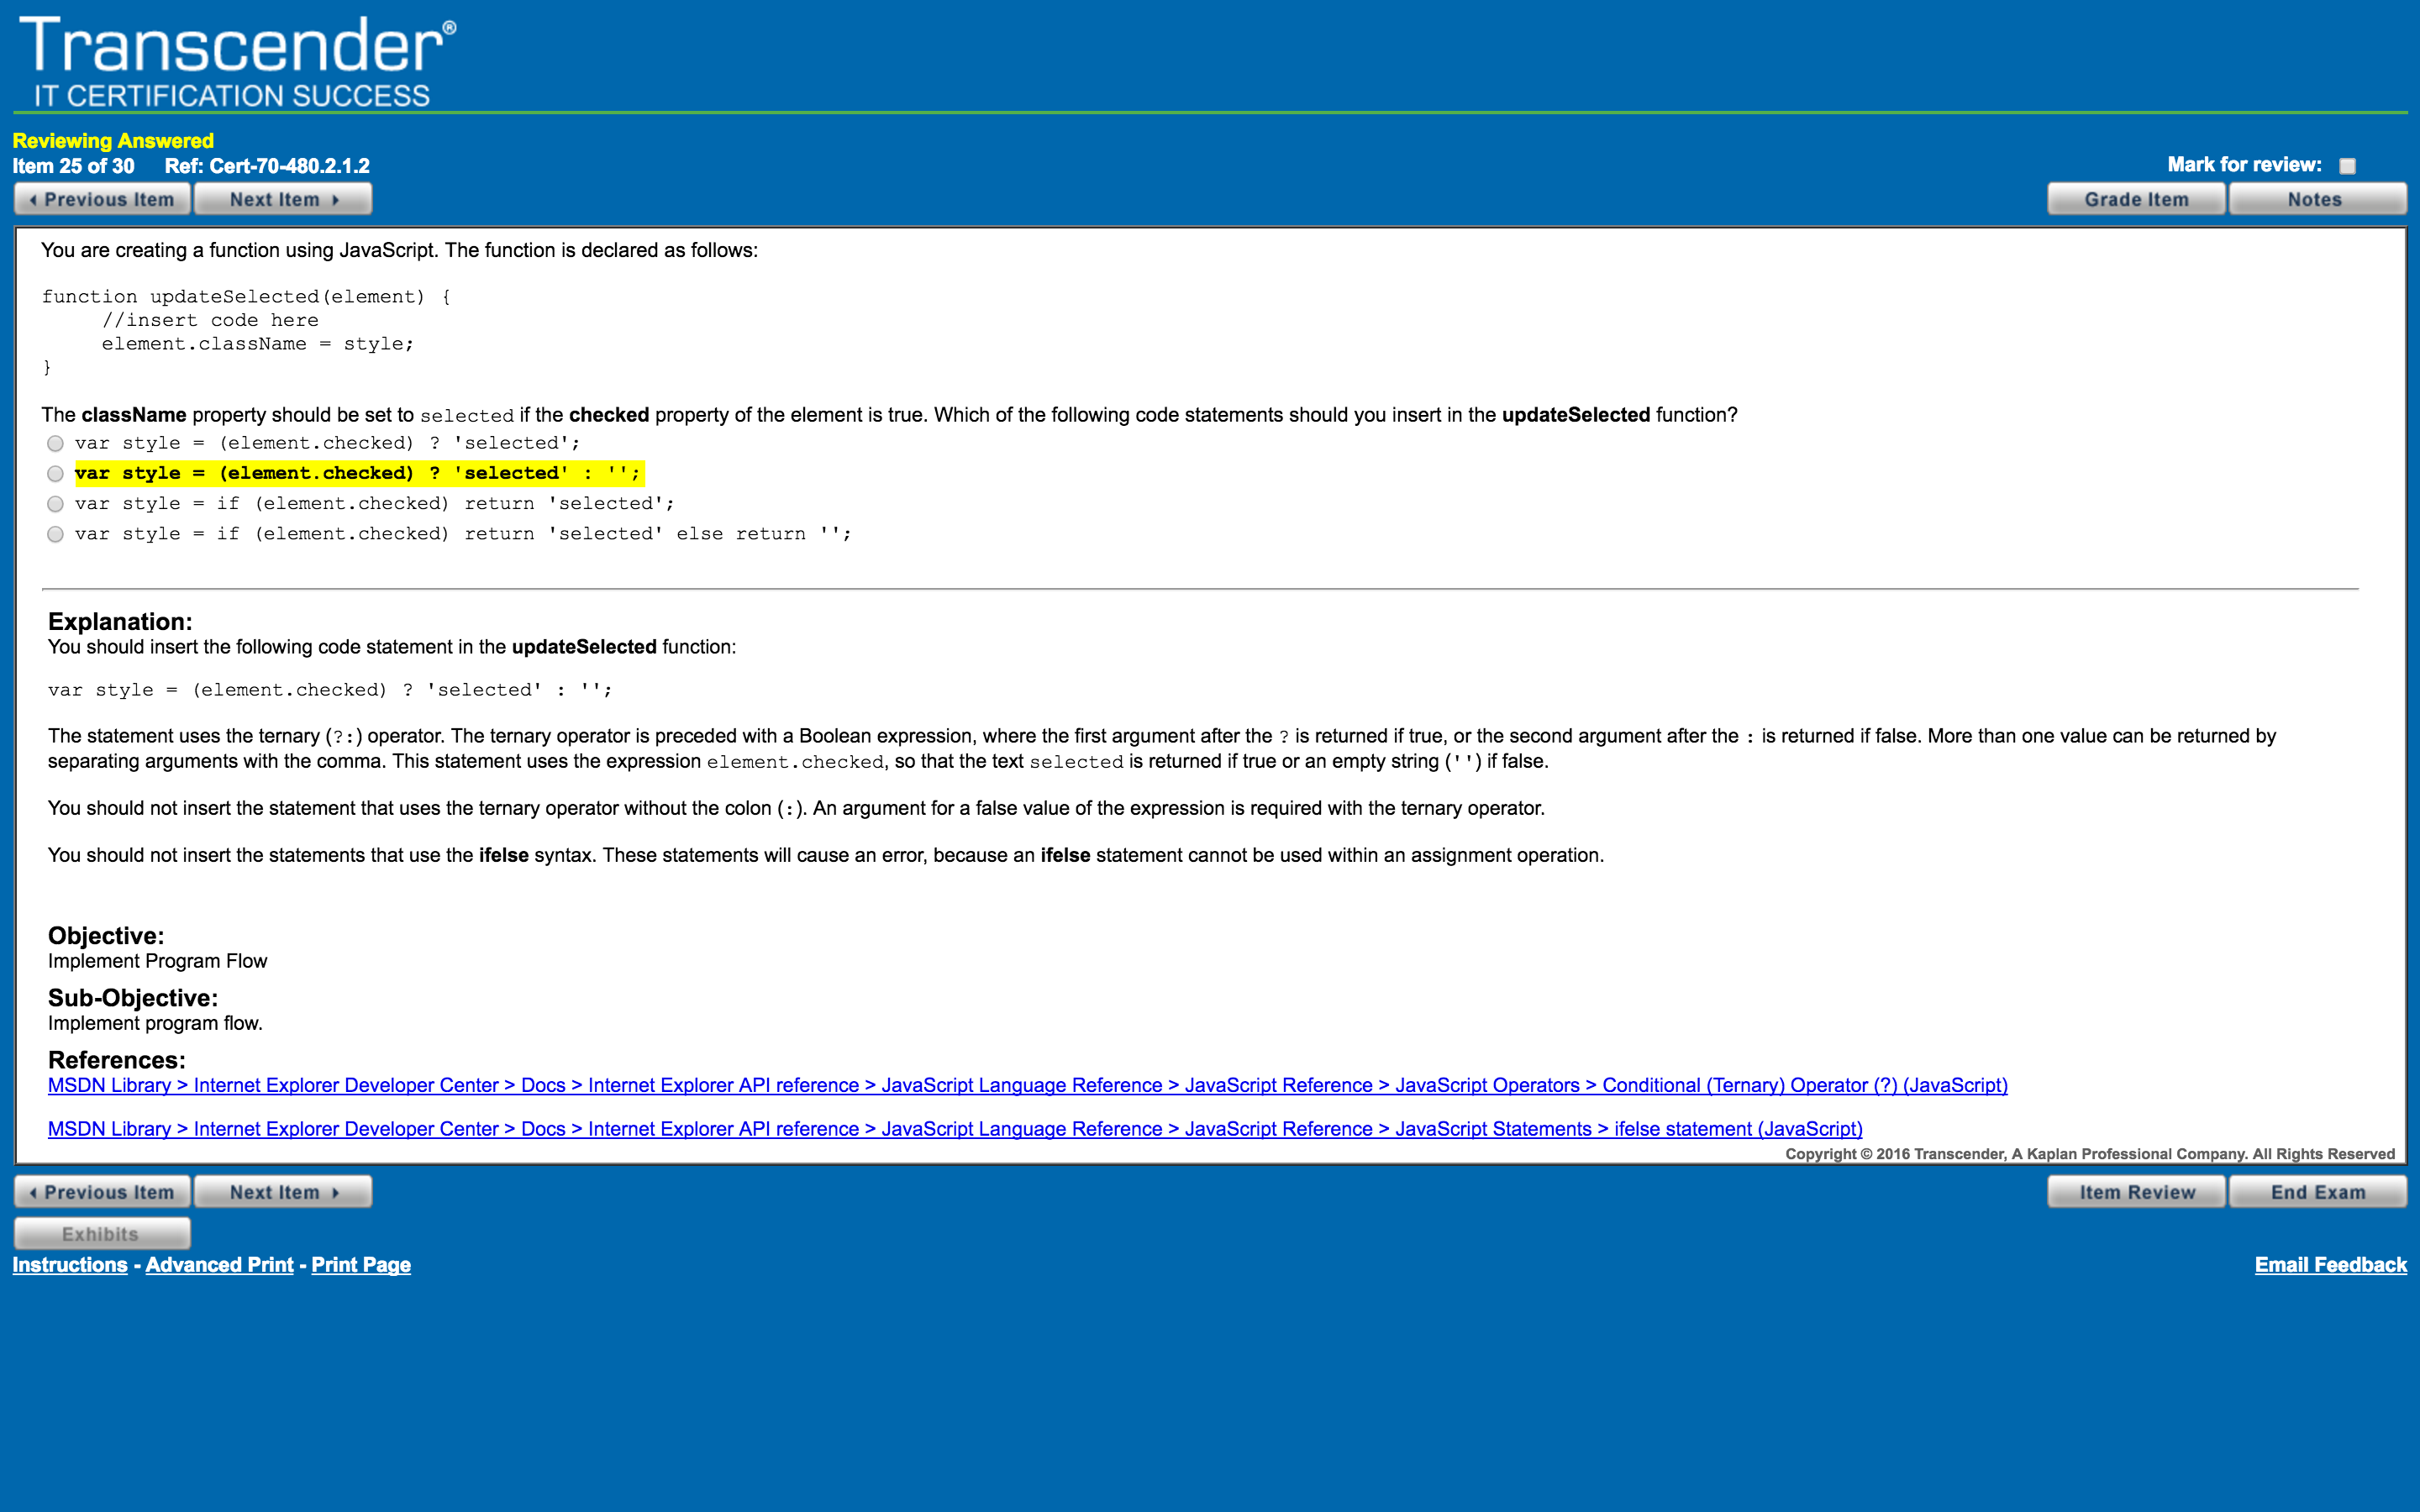 Transcender®
IT CERTIFICATION SUCCESS
Reviewing Answered
Item 25 of 30 Ref: Cert-70-480.2.1.2
Mark for review:
Previous Item Next Item Grade Item Notes
You are creating a function using JavaScript. The function is declared as follows:
function updateSelected(element) {
//insert code here
element.className = style;
}
The className property should be set to selected if the checked property of the element is true. Which of the following code statements should you insert in the updateSelected function?
var style = (element.checked) ? 'selected';
var style = (element.checked) ? 'selected' : '';
var style = if (element.checked) return 'selected';
var style = if (element.checked) return 'selected' else return '';
Explanation:
You should insert the following code statement in the updateSelected function:
var style = (element.checked) ? 'selected' : '';
The statement uses the ternary (?:) operator. The ternary operator is preceded with a Boolean expression, where the first argument after the ? is returned if true, or the second argument after the : is returned if false. More than one value can be returned by
separating arguments with the comma. This statement uses the expression element.checked, so that the text selected is returned if true or an empty string ('') if false.
You should not insert the statement that uses the ternary operator without the colon (:). An argument for a false value of the expression is required with the ternary operator.
You should not insert the statements that use the ifelse syntax. These statements will cause an error, because an ifelse statement cannot be used within an assignment operation.
Objective:
Implement Program Flow
Sub-Objective:
Implement program flow.
References:
MSDN Library > Internet Explorer Developer Center > Docs > Internet Explorer API reference > JavaScript Language Reference > JavaScript Reference > JavaScript Operators > Conditional (Ternary) Operator (?) (JavaScript)
MSDN Library > Internet Explorer Developer Center > Docs > Internet Explorer API reference > JavaScript Language Reference > JavaScript Reference > JavaScript Statements > ifelse statement (JavaScript)
Copyright © 2016 Transcender, A Kaplan Professional Company. All Rights Reserved
Previous Item Next Item Item Review End Exam
Exhibits
Instructions - Advanced Print - Print Page
Email Feedback